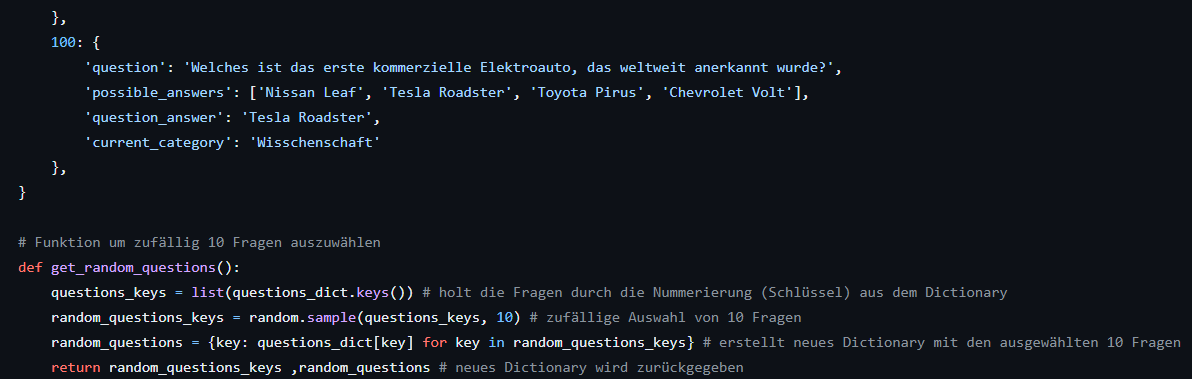 },
100: {
'question': 'Welches ist das erste kommerzielle Elektroauto, das weltweit anerkannt wurde?',
'possible_answers': ['Nissan Leaf', 'Tesla Roadster', 'Toyota Pirus', 'Chevrolet Volt'],
'question_answer': 'Tesla Roadster',
'current_category': 'Wisschenschaft'
},
}
# Funktion um zufällig 10 Fragen auszuwählen
def get_random_questions():
questions_keys = list(questions_dict.keys()) # holt die Fragen durch die Nummerierung (Schlüssel) aus dem Dictionary
random_questions_keys = random.sample(questions_keys, 10) # zufällige Auswahl von 10 Fragen
random_questions = {key: questions_dict[key] for key in random_questions_keys} # erstellt neues Dictionary mit den ausgewählten 10 Fragen
return random_questions_keys ,random_questions # neues Dictionary wird zurückgegeben